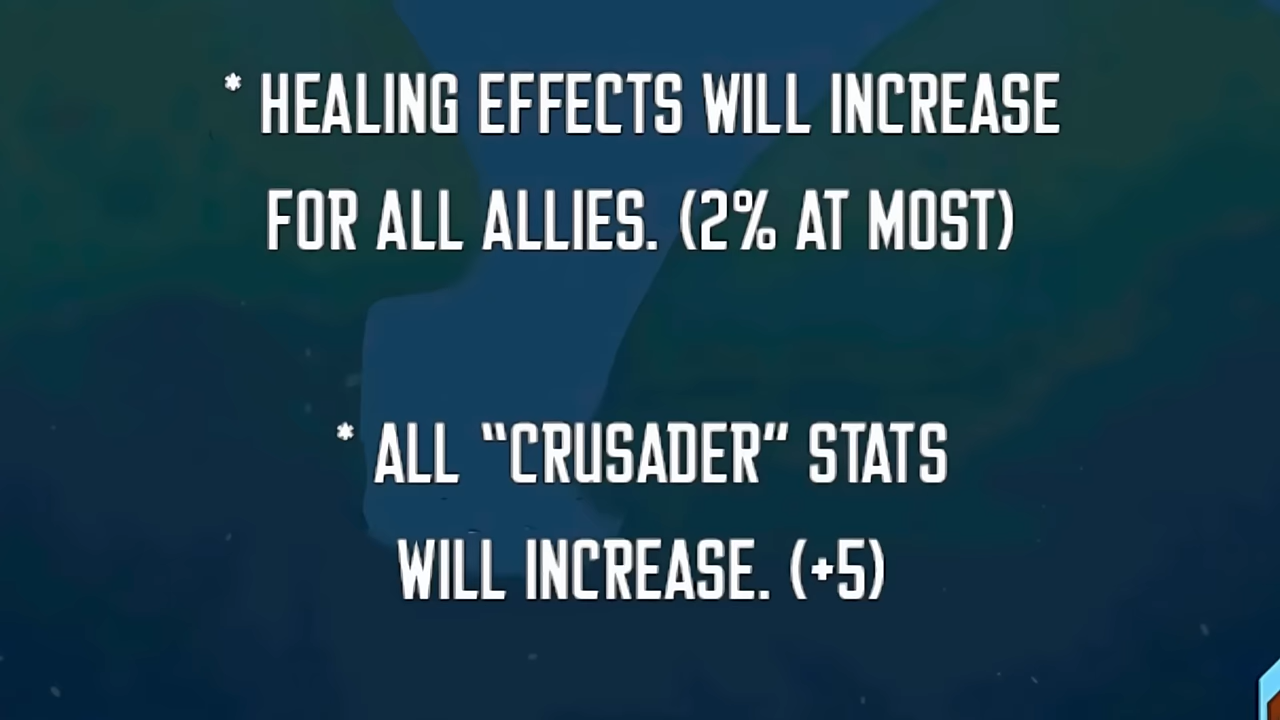 * HEALING EFFECTS WILL INCREASE
FOR ALL ALLIES. (2% AT MOST)
* ALL “CRUSADER” STATS
WILL INCREASE. (+5)